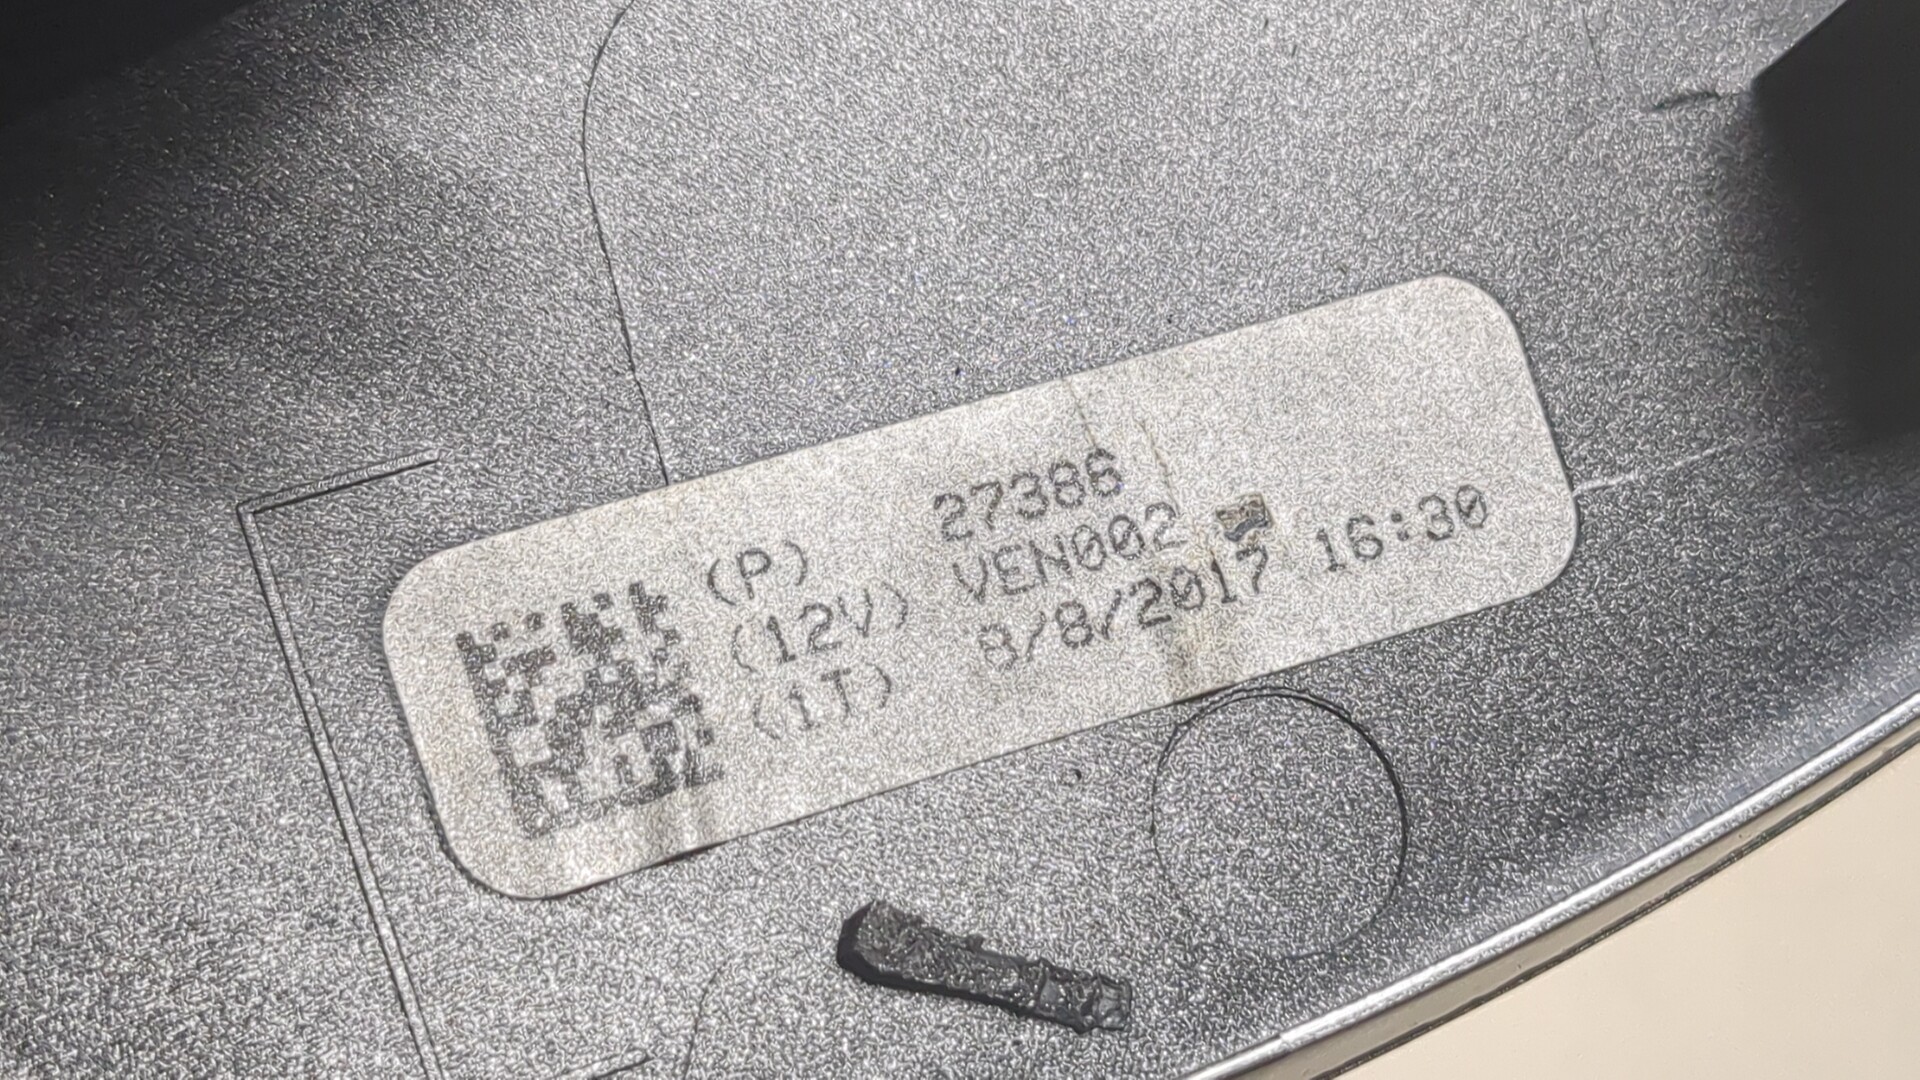 (P) 27386
(12V) VEN002
(1T) 8/8/2017 16:30